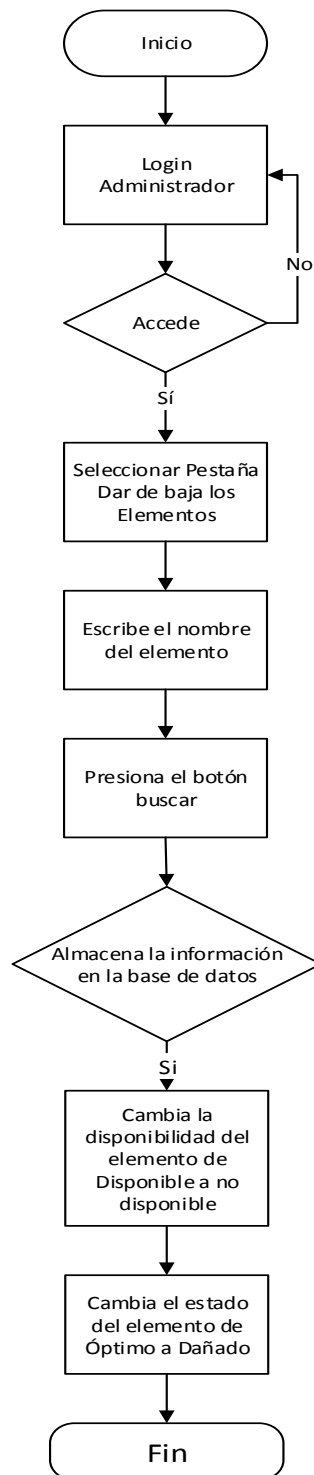 Inicio
Login
Administrador
No
Accede
Sí
Seleccionar Pestaña
Dar de baja los
Elementos
Escribe el nombre
del elemento
Presiona el botón
buscar
Almacena la información
en la base de datos
Si
Cambia la
disponibilidad del
elemento de
Disponible a no
disponible
Cambia el estado
del elemento de
Óptimo a Dañado
Fin